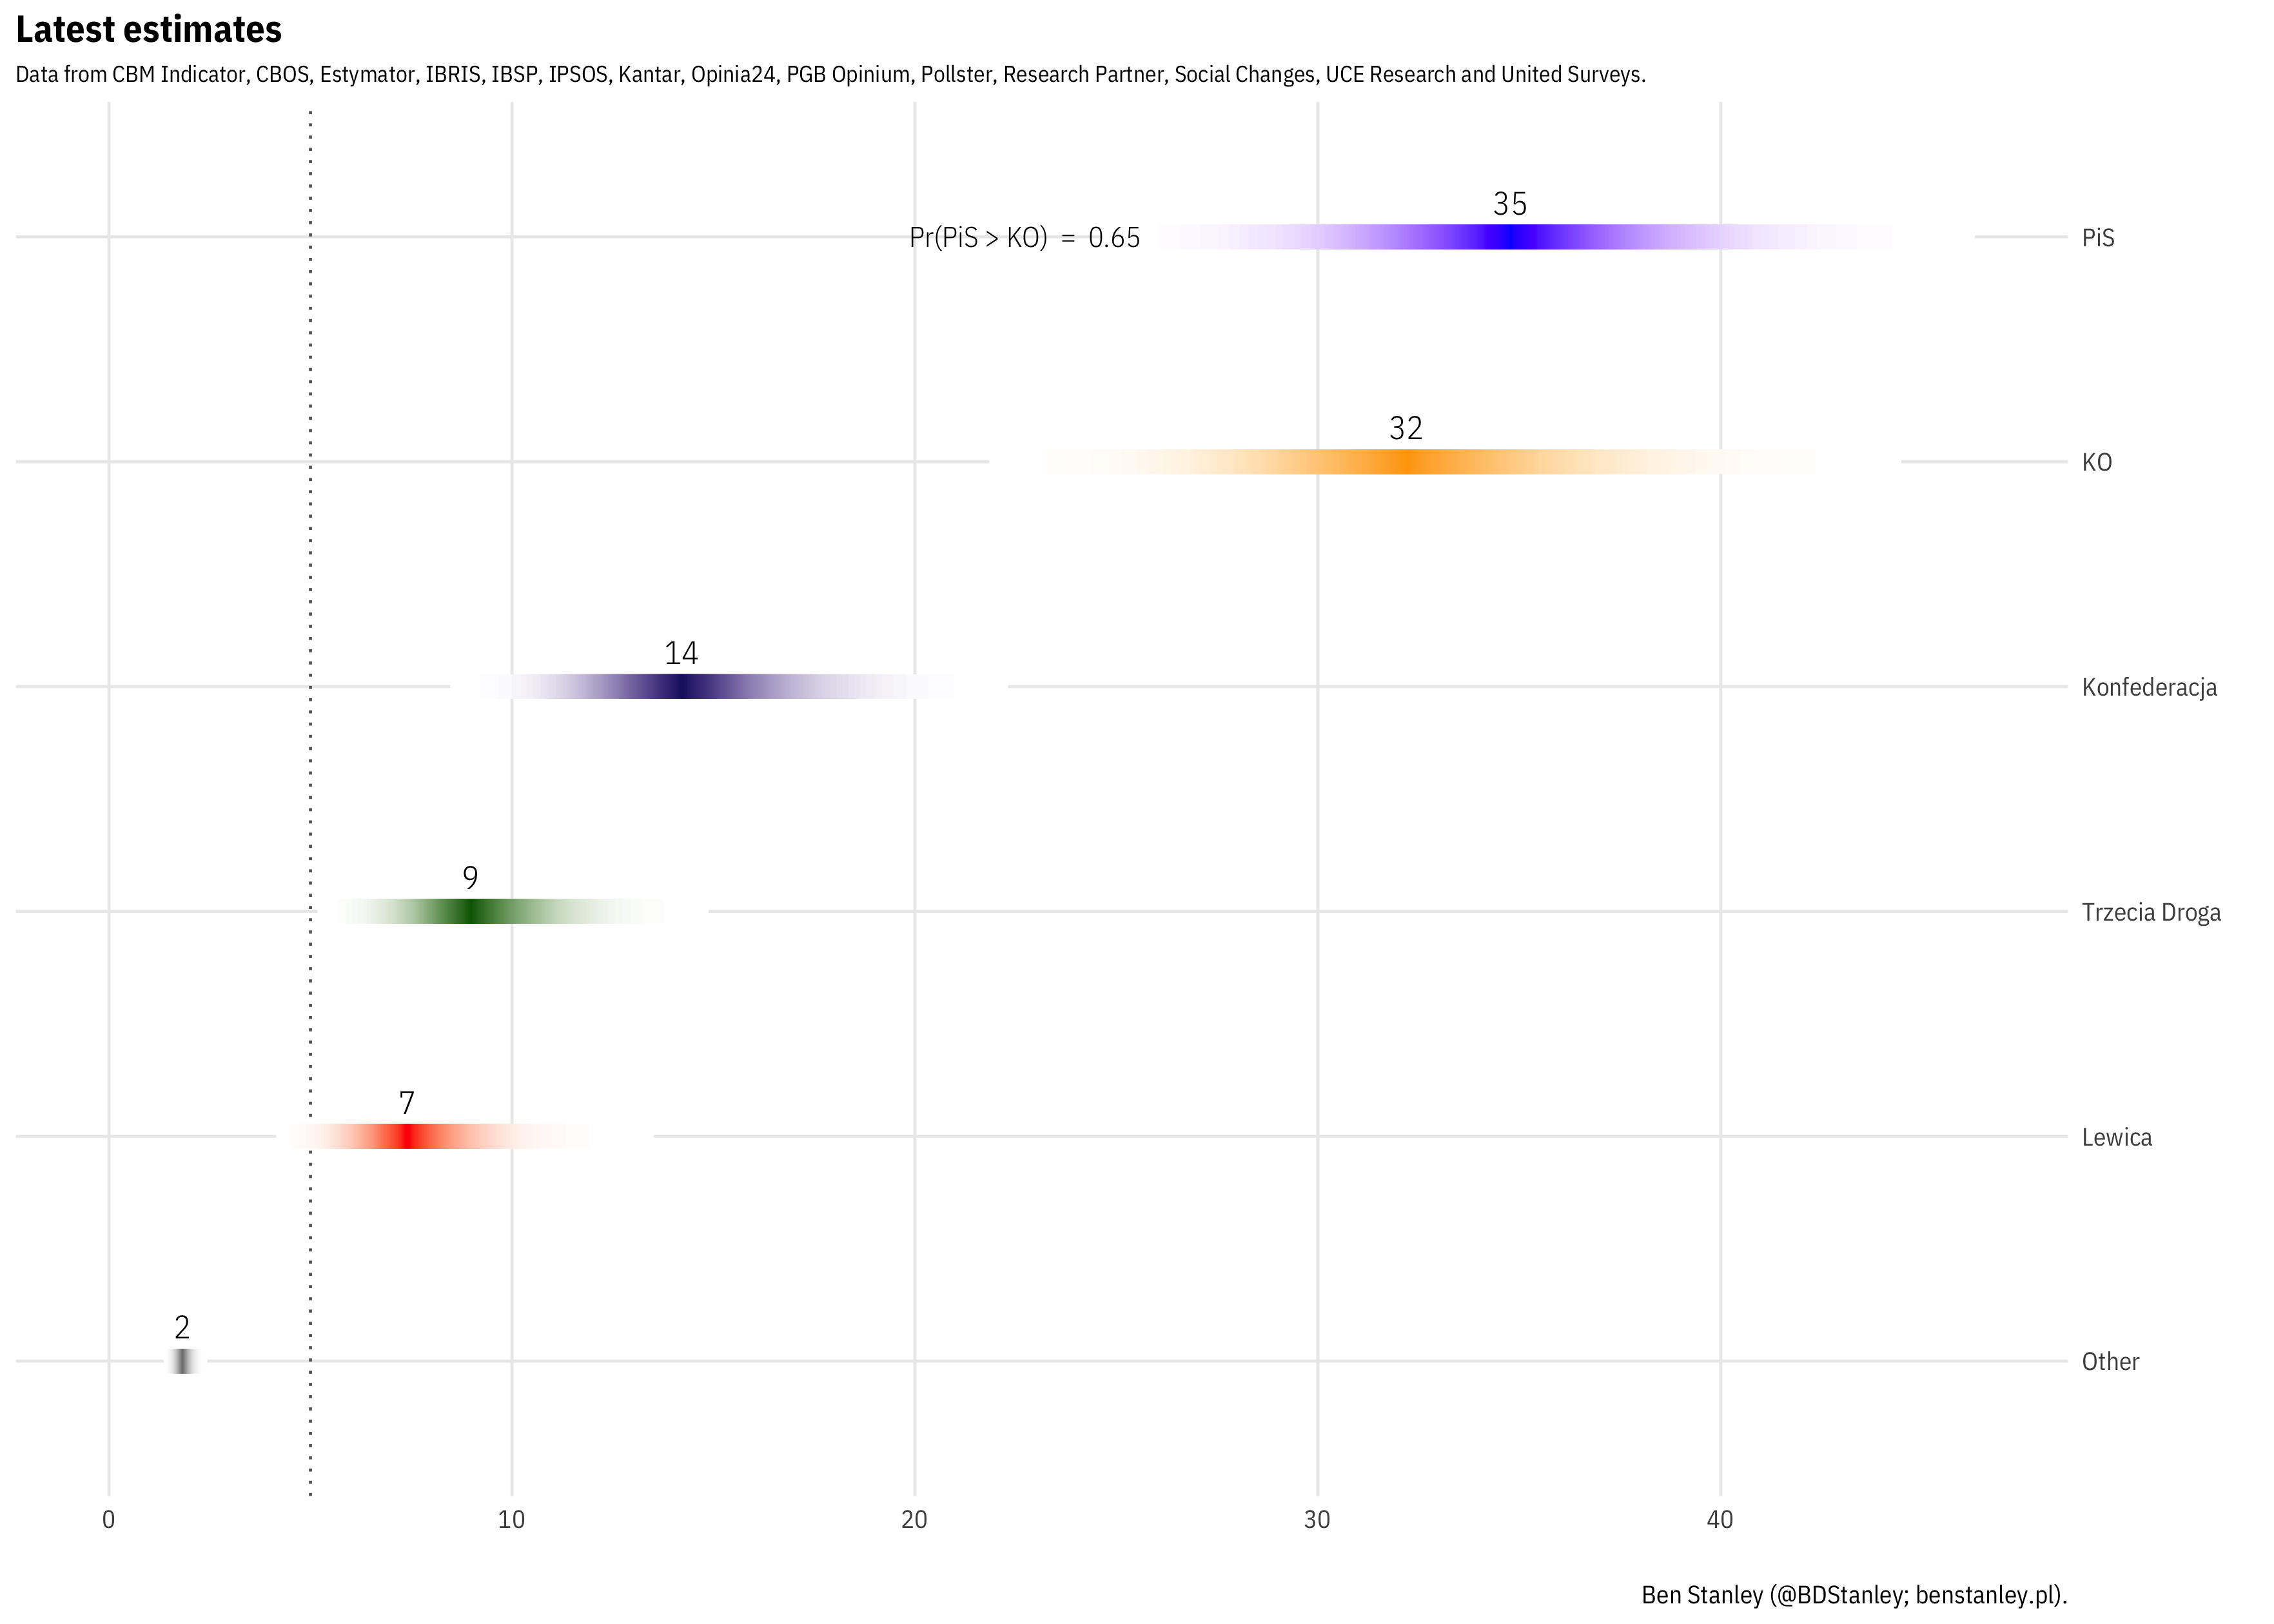 Latest estimates
Data from CBM Indicator, CBOS, Estymator, IBRIS, IBSP, IPSOS, Kantar, Opinia24, PGB Opinium, Pollster, Research Partner, Social Changes, UCE Research and United Surveys.
35
Pr(PiS > KO) = 0.65
PiS
32
KO
14
Konfederacja
9
Trzecia Droga
7
Lewica
2
Other
0 10 20 30 40
Ben Stanley (@BDStanley; benstanley.pl).